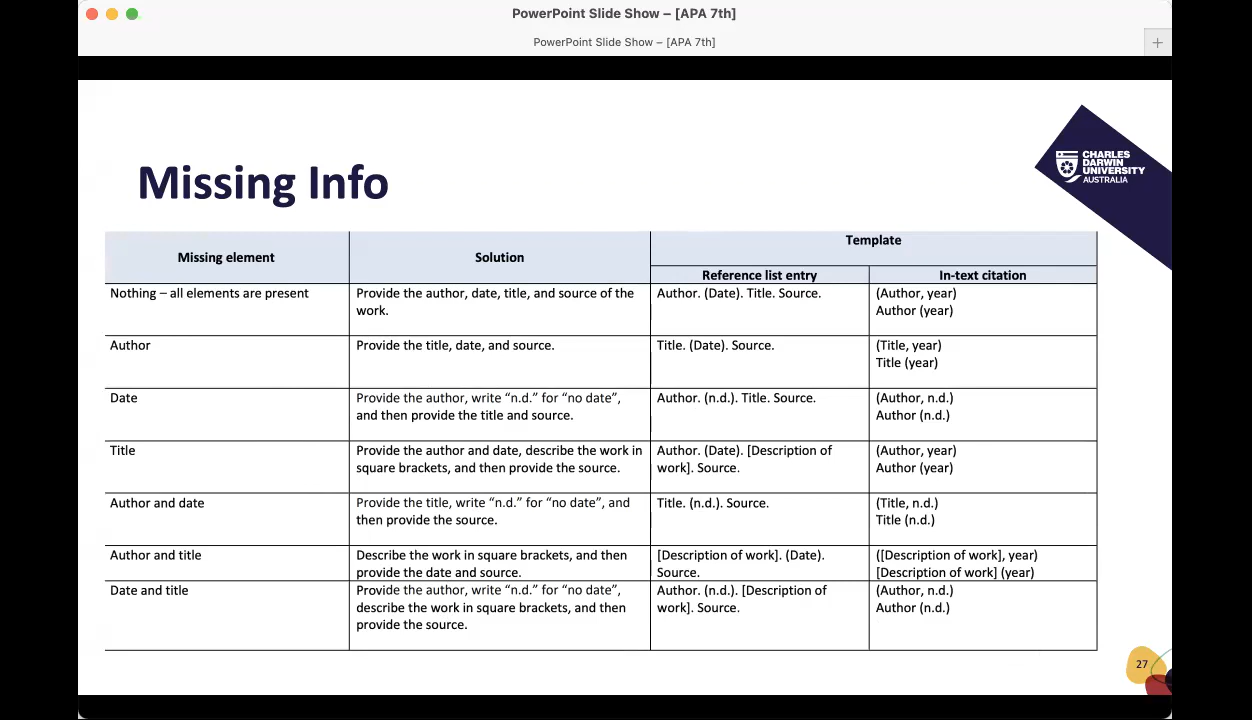 PowerPoint Slide Show – [APA 7th]
PowerPoint Slide Show – [APA 7th]
+
CHARLES
DARWIN
UNIVERSITY
AUSTRALIA
Missing Info
Missing element
Solution
Template
Reference list entry
In-text citation
Nothing – all elements are present
Provide the author, date, title, and source of the
work.
Author. (Date). Title. Source.
(Author, year)
Author (year)
Author
Provide the title, date, and source.
Title. (Date). Source.
(Title, year)
Title (year)
Date
Provide the author, write “n.d.” for “no date”,
and then provide the title and source.
Author. (n.d.). Title. Source.
(Author, n.d.)
Author (n.d.)
Title
Provide the author and date, describe the work in
square brackets, and then provide the source.
Author. (Date). [Description of
work]. Source.
(Author, year)
Author (year)
Author and date
Provide the title, write “n.d.” for “no date”, and
then provide the source.
Title. (n.d.). Source.
(Title, n.d.)
Title (n.d.)
Author and title
Describe the work in square brackets, and then
provide the date and source.
[Description of work]. (Date).
Source.
([Description of work], year)
[Description of work] (year)
Date and title
Provide the author, write “n.d.” for “no date”,
describe the work in square brackets, and then
provide the source.
Author. (n.d.). [Description of
work]. Source.
(Author, n.d.)
Author (n.d.)
27